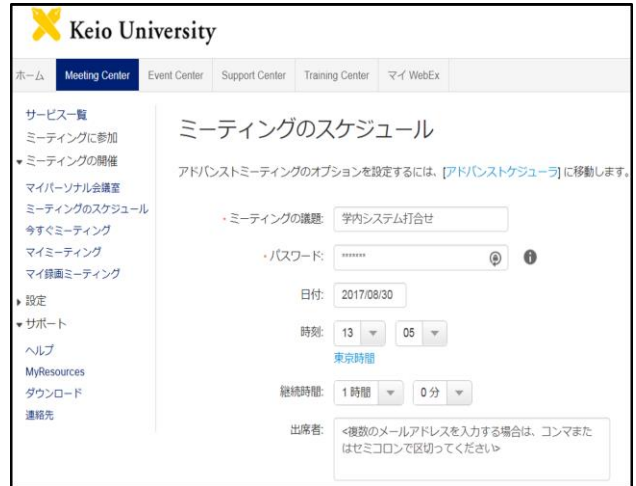 Keio University
ホーム Meeting Center Event Center Support Center Training Center マイ WebEx
サービス一覧
ミーティングに参加
ミーティングの開催
マイパーソナル会議室
ミーティングのスケジュール
今すぐミーティング
マイミーティング
マイ録画ミーティング
設定
サポート
ヘルプ
MyResources
ダウンロード
連絡先
ミーティングのスケジュール
アドバンストミーティングのオプションを設定するには、[アドバンストケジューラ] に移動します。
ミーティングの議題: 学内システム打合せ
パスワード: *******
日付: 2017/08/30
時刻: 13 05
東京時間
継続時間: 1 時間 0 分
出席者: <複数のメールアドレスを入力する場合は、コンマまた
はセミコロンで区切ってください>